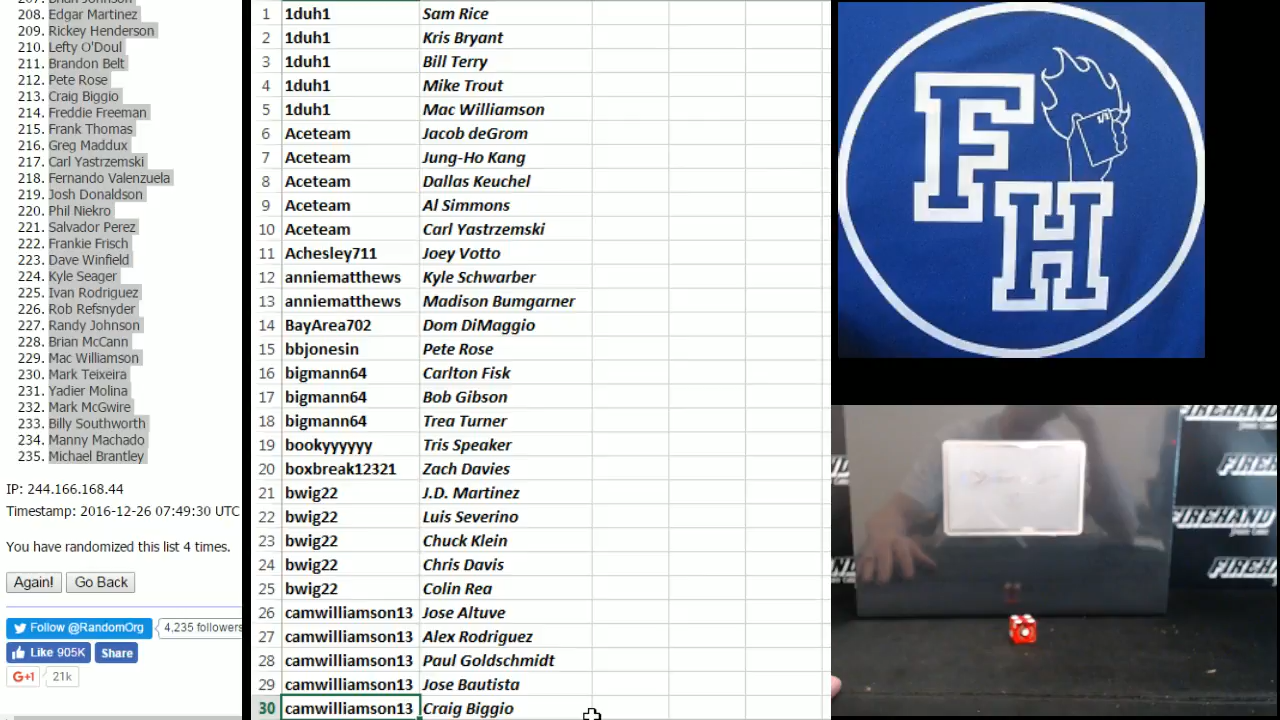 207. Brian Johnson
208. Edgar Martinez
209. Rickey Henderson
210. Lefty O'Doul
211. Brandon Belt
212. Pete Rose
213. Craig Biggio
214. Freddie Freeman
215. Frank Thomas
216. Greg Maddux
217. Carl Yastrzemski
218. Fernando Valenzuela
219. Josh Donaldson
220. Phil Niekro
221. Salvador Perez
222. Frankie Frisch
223. Dave Winfield
224. Kyle Seager
225. Ivan Rodriguez
226. Rob Refsnyder
227. Randy Johnson
228. Brian McCann
229. Mac Williamson
230. Mark Teixeira
231. Yadier Molina
232. Mark McGwire
233. Billy Southworth
234. Manny Machado
235. Michael Brantley
IP: 244.166.168.44
Timestamp: 2016-12-26 07:49:30 UTC
You have randomized this list 4 times.
Again! Go Back
Follow @RandomOrg 4,235 followers
Like 905K Share
G+1 21k
1 1duh1 Sam Rice
2 1duh1 Kris Bryant
3 1duh1 Bill Terry
4 1duh1 Mike Trout
5 1duh1 Mac Williamson
6 Aceteam Jacob deGrom
7 Aceteam Jung-Ho Kang
8 Aceteam Dallas Keuchel
9 Aceteam Al Simmons
10 Aceteam Carl Yastrzemski
11 Achesley711 Joey Votto
12 anniematthews Kyle Schwarber
13 anniematthews Madison Bumgarner
14 BayArea702 Dom DiMaggio
15 bbjonesin Pete Rose
16 bigmann64 Carlton Fisk
17 bigmann64 Bob Gibson
18 bigmann64 Trea Turner
19 bookyyyyyy Tris Speaker
20 boxbreak12321 Zach Davies
21 bwig22 J.D. Martinez
22 bwig22 Luis Severino
23 bwig22 Chuck Klein
24 bwig22 Chris Davis
25 bwig22 Colin Rea
26 camwilliamson13 Jose Altuve
27 camwilliamson13 Alex Rodriguez
28 camwilliamson13 Paul Goldschmidt
29 camwilliamson13 Jose Bautista
30 camwilliamson13 Craig Biggio
1/1
F
H
FIREHAND
FIREHAND
FIREHAND